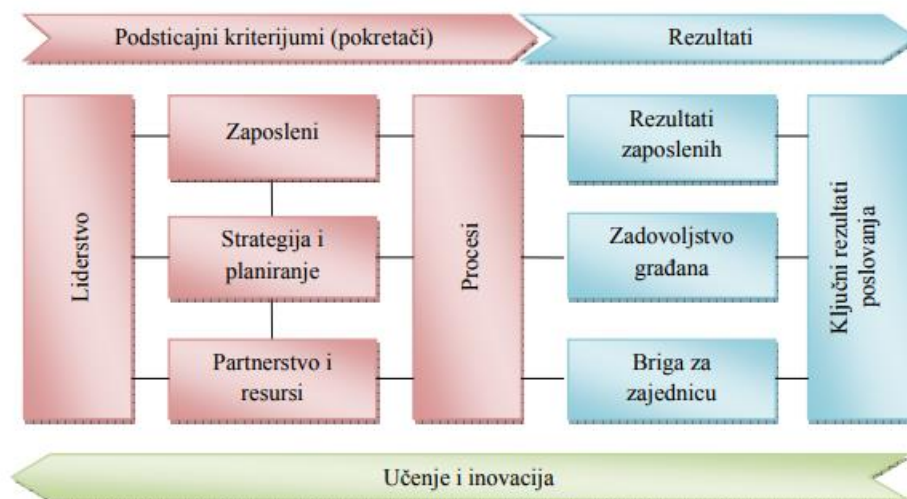 Podsticajni kriterijumi (pokretači)
Rezultati
Liderstvo
Zaposleni
Strategija i
planiranje
Partnerstvo i
resursi
Procesi
Rezultati
zaposlenih
Zadovoljstvo
građana
Briga za
zajednicu
Ključni rezultati
poslovanja
Učenje i inovacija